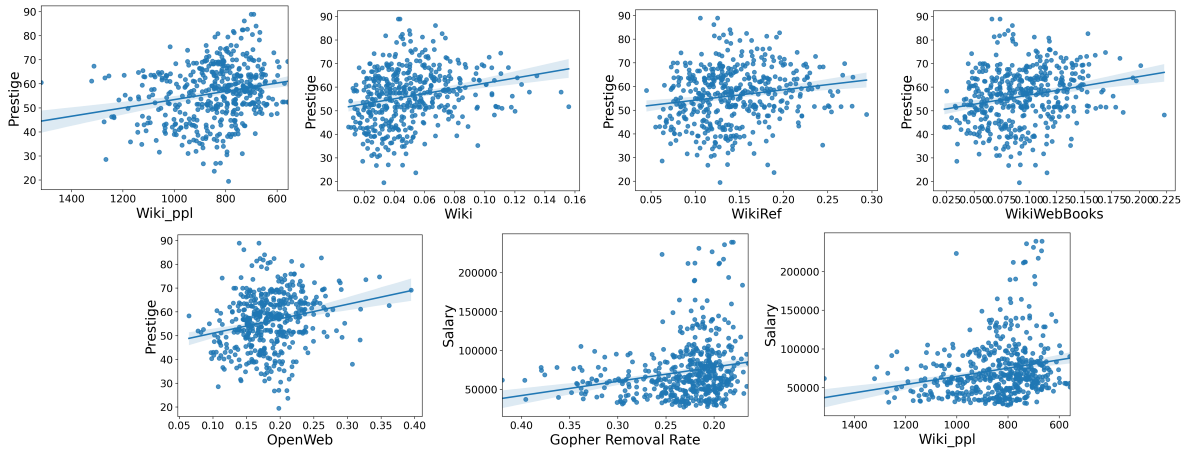 90
80
70
60
50
40
30
20
Prestige
1400 1200 1000 800 600
Wiki_ppl
90
80
70
60
50
40
30
20
Prestige
0.02 0.04 0.06 0.08 0.10 0.12 0.14 0.16
Wiki
90
80
70
60
50
40
30
20
Prestige
0.05 0.10 0.15 0.20 0.25 0.30
WikiRef
90
80
70
60
50
40
30
20
Prestige
0.025 0.050 0.075 0.100 0.125 0.150 0.175 0.200 0.225
WikiWebBooks
90
80
70
60
50
40
30
20
Prestige
0.05 0.10 0.15 0.20 0.25 0.30 0.35 0.40
OpenWeb
200000
150000
100000
50000
Salary
0.40 0.35 0.30 0.25 0.20
Gopher Removal Rate
200000
150000
100000
50000
Salary
1400 1200 1000 800 600
Wiki_ppl